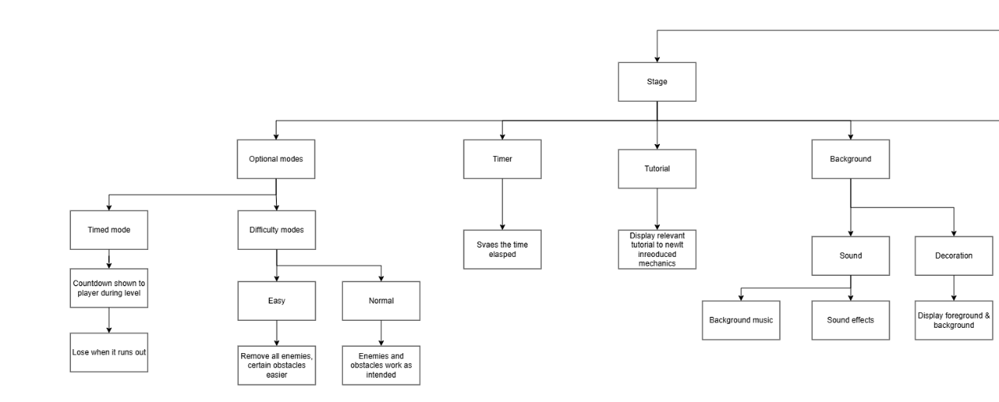 Stage
Optional modes
Timer
Tutorial
Background
Timed mode
Difficulty modes
Svaes the time
elasped
Display relevant
tutorial to newlt
inreoduced
mechanics
Sound
Decoration
Countdown shown to
player during level
Easy
Normal
Background music
Sound effects
Display foreground &
background
Lose when it runs out
Remove all enemies,
certain obstacles
easier
Enemies and
obstacles work as
intended